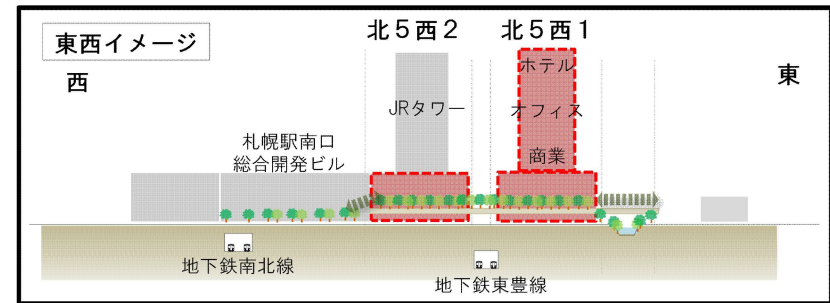 東西イメージ
北５西２
北５西１
西
東
ホテル
JRタワー
オフィス
札幌駅南口
総合開発ビル
商業
地下鉄南北線
地下鉄東豊線